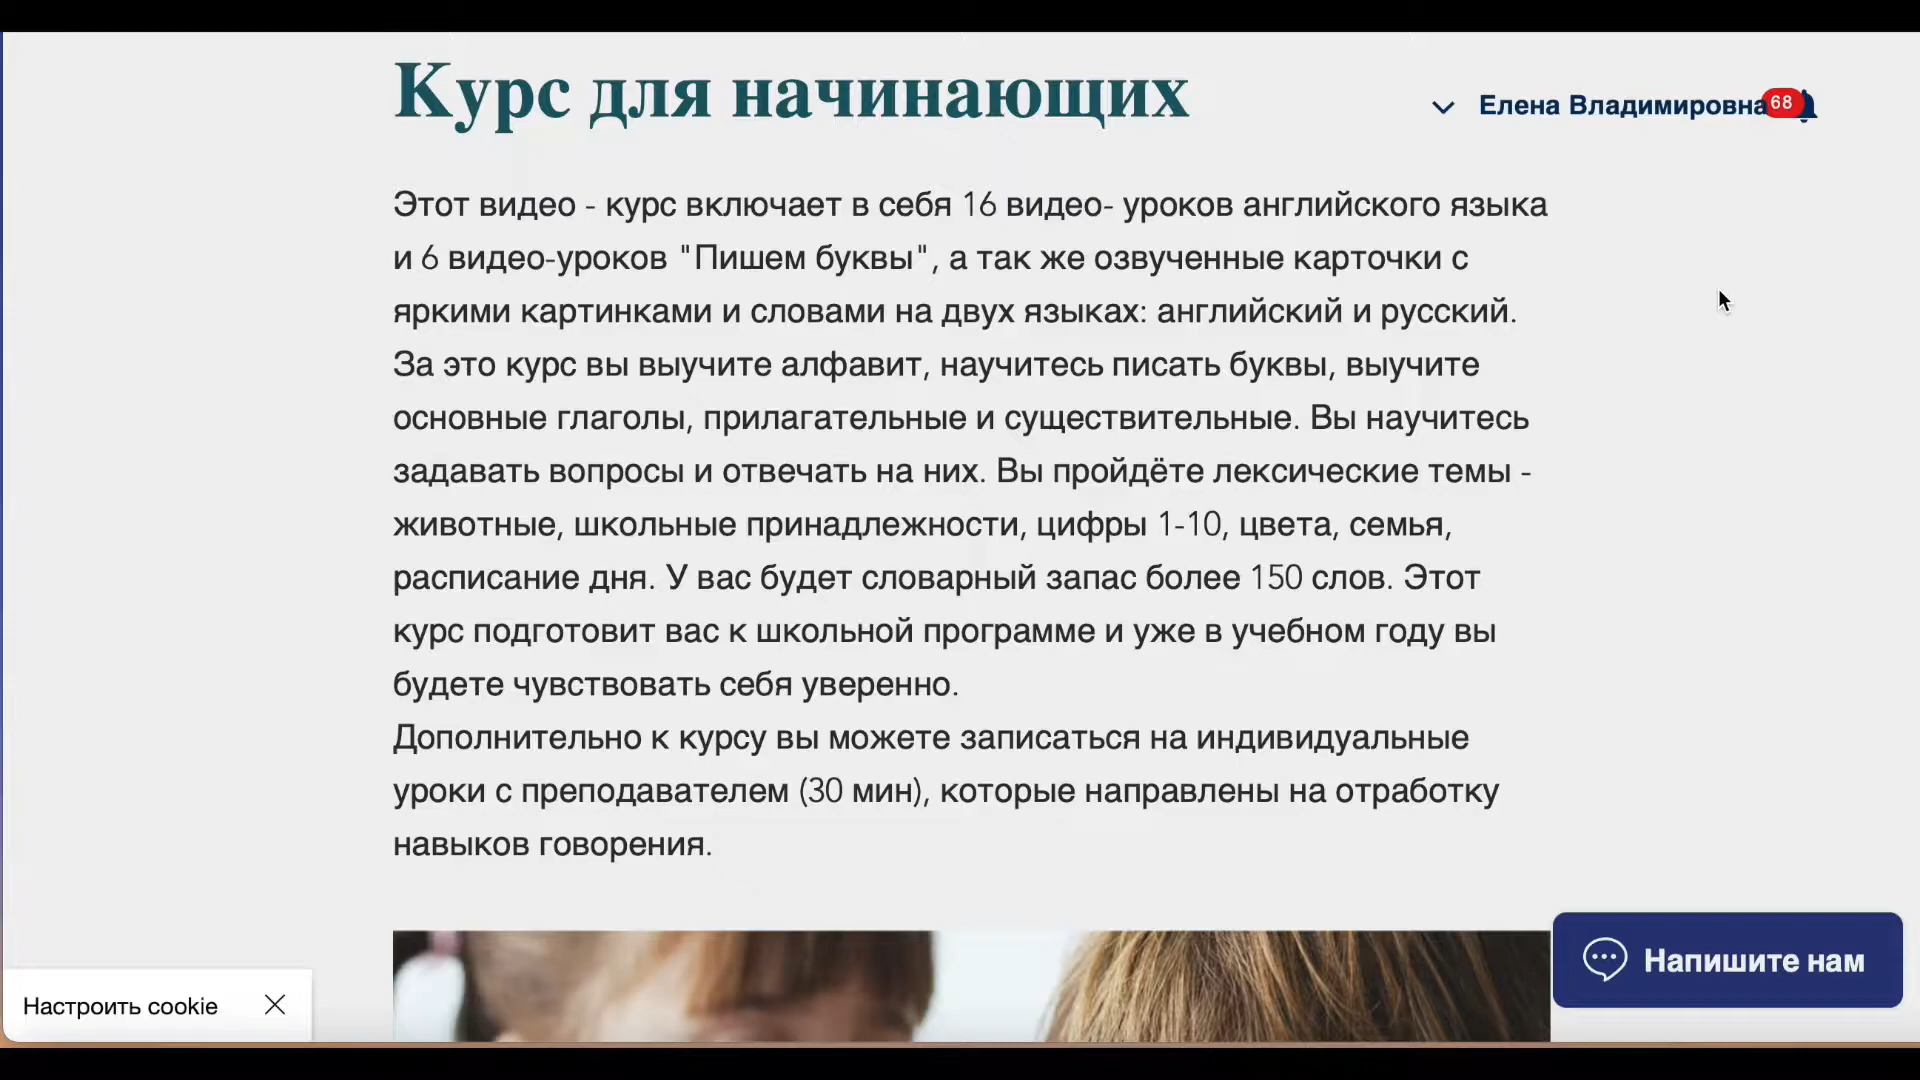 Курс для начинающих
Елена Владимировна
68
Этот видео - курс включает в себя 16 видео- уроков английского языка
и 6 видео-уроков "Пишем буквы", а так же озвученные карточки с
яркими картинками и словами на двух языках: английский и русский.
За это курс вы выучите алфавит, научитесь писать буквы, выучите
основные глаголы, прилагательные и существительные. Вы научитесь
задавать вопросы и отвечать на них. Вы пройдёте лексические темы -
животные, школьные принадлежности, цифры 1-10, цвета, семья,
расписание дня. У вас будет словарный запас более 150 слов. Этот
курс подготовит вас к школьной программе и уже в учебном году вы
будете чувствовать себя уверенно.
Дополнительно к курсу вы можете записаться на индивидуальные
уроки с преподавателем (30 мин), которые направлены на отработку
навыков говорения.
Напишите нам
Настроить cookie